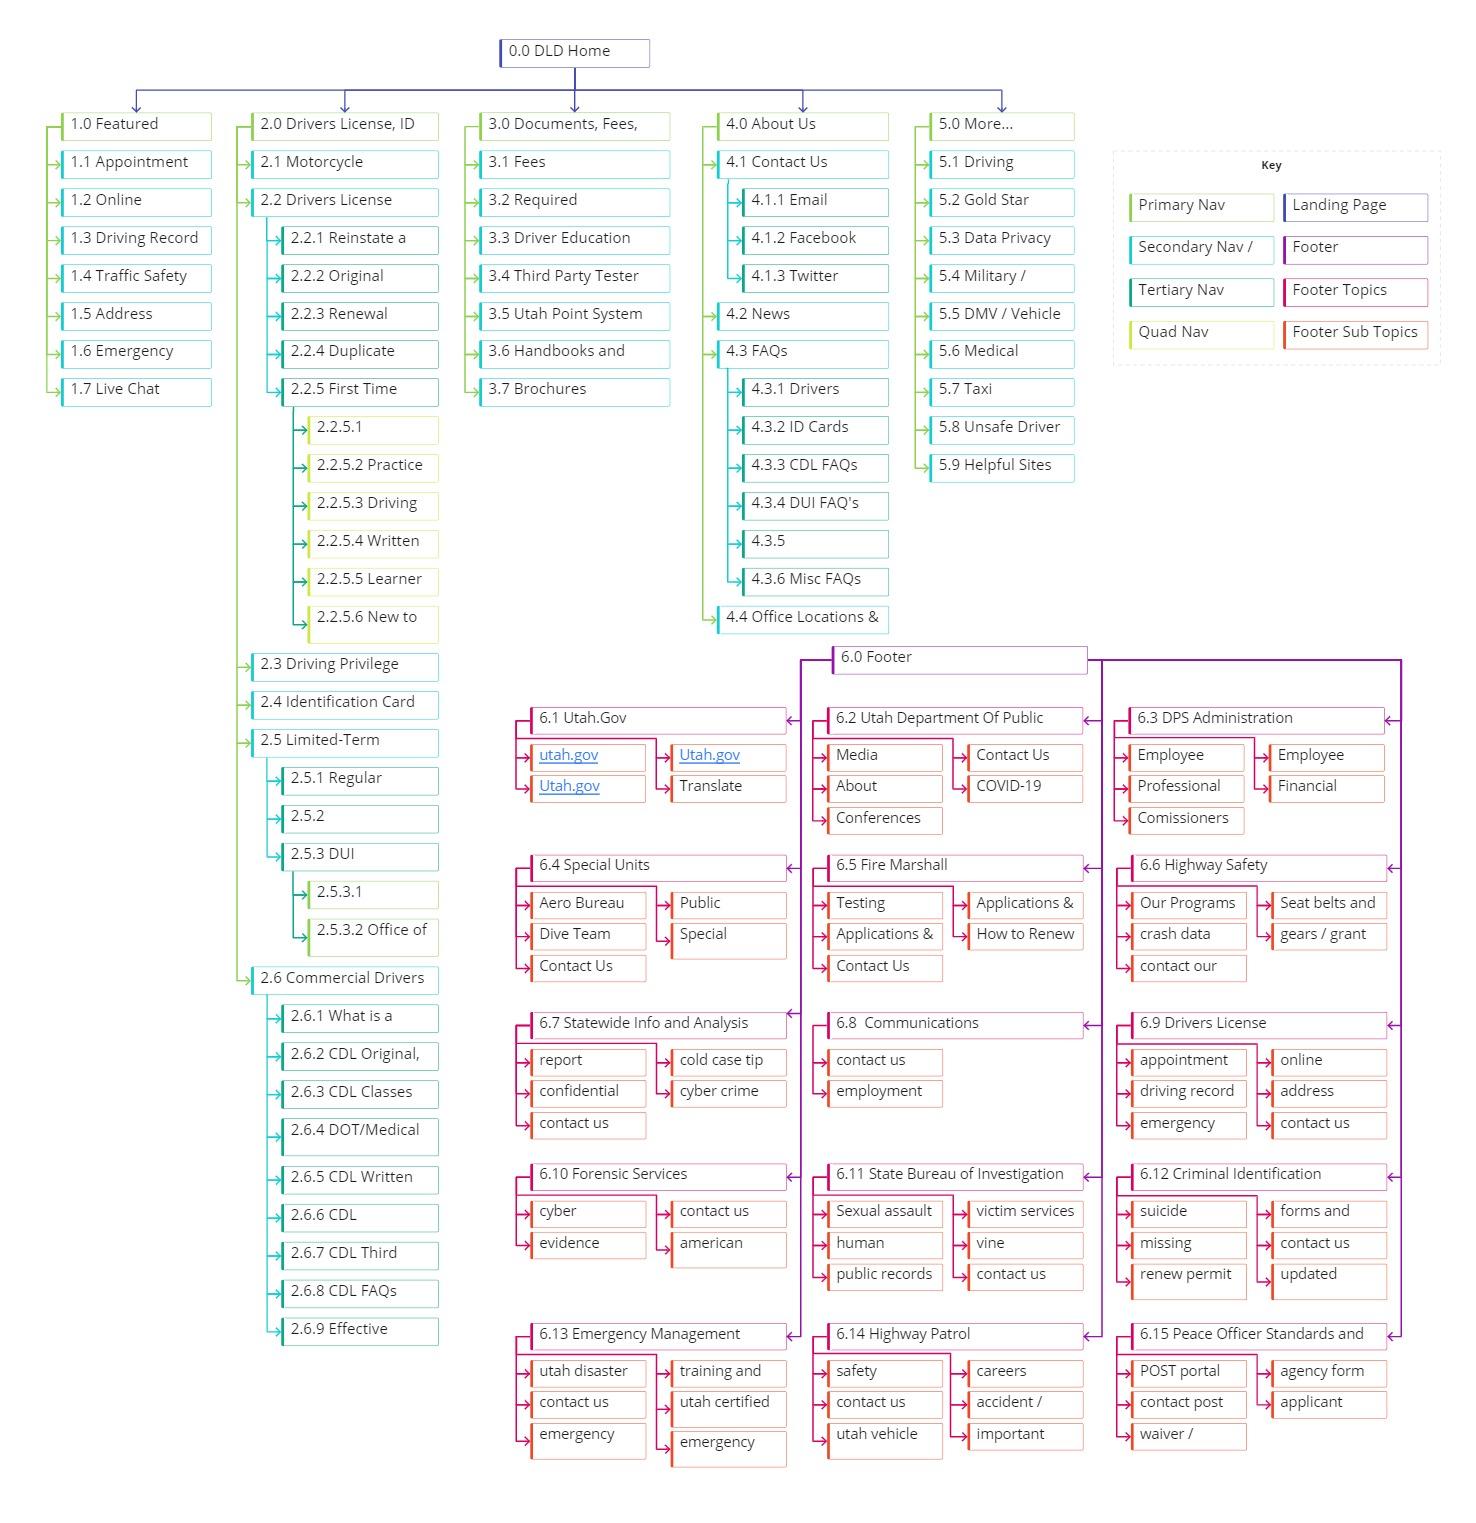 0.0 DLD Home
1.0 Featured
1.1 Appointment
1.2 Online
1.3 Driving Record
1.4 Traffic Safety
1.5 Address
1.6 Emergency
1.7 Live Chat
2.0 Drivers License, ID
2.1 Motorcycle
2.2 Drivers License
2.2.1 Reinstate a
2.2.2 Original
2.2.3 Renewal
2.2.4 Duplicate
2.2.5 First Time
2.2.5.1
2.2.5.2 Practice
2.2.5.3 Driving
2.2.5.4 Written
2.2.5.5 Learner
2.2.5.6 New to
2.3 Driving Privilege
2.4 Identification Card
2.5 Limited-Term
2.5.1 Regular
2.5.2
2.5.3 DUI
2.5.3.1
2.5.3.2 Office of
2.6 Commercial Drivers
2.6.1 What is a
2.6.2 CDL Original,
2.6.3 CDL Classes
2.6.4 DOT/Medical
2.6.5 CDL Written
2.6.6 CDL
2.6.7 CDL Third
2.6.8 CDL FAQs
2.6.9 Effective
3.0 Documents, Fees,
3.1 Fees
3.2 Required
3.3 Driver Education
3.4 Third Party Tester
3.5 Utah Point System
3.6 Handbooks and
3.7 Brochures
4.0 About Us
4.1 Contact Us
4.1.1 Email
4.1.2 Facebook
4.1.3 Twitter
4.2 News
4.3 FAQs
4.3.1 Drivers
4.3.2 ID Cards
4.3.3 CDL FAQs
4.3.4 DUI FAQ's
4.3.5
4.3.6 Misc FAQs
4.4 Office Locations &
5.0 More...
5.1 Driving
5.2 Gold Star
5.3 Data Privacy
5.4 Military /
5.5 DMV / Vehicle
5.6 Medical
5.7 Taxi
5.8 Unsafe Driver
5.9 Helpful Sites
Key
Primary Nav
Landing Page
Secondary Nav /
Footer
Tertiary Nav
Footer Topics
Quad Nav
Footer Sub Topics
6.0 Footer
6.1 Utah.Gov
utah.gov
Utah.gov
Utah.gov
Translate
6.2 Utah Department Of Public
Media
Contact Us
About
COVID-19
Conferences
6.3 DPS Administration
Employee
Employee
Professional
Financial
Comissioners
6.4 Special Units
Aero Bureau
Public
Dive Team
Special
Contact Us
6.5 Fire Marshall
Testing
Applications &
Applications &
How to Renew
Contact Us
6.6 Highway Safety
Our Programs
Seat belts and
crash data
gears / grant
contact our
6.7 Statewide Info and Analysis
report
cold case tip
confidential
cyber crime
contact us
6.8 Communications
contact us
employment
6.9 Drivers License
appointment
online
driving record
address
emergency
contact us
6.10 Forensic Services
cyber
contact us
evidence
american
6.11 State Bureau of Investigation
Sexual assault
victim services
human
vine
public records
contact us
6.12 Criminal Identification
suicide
forms and
missing
contact us
renew permit
updated
6.13 Emergency Management
utah disaster
training and
contact us
utah certified
emergency
emergency
6.14 Highway Patrol
safety
careers
contact us
accident /
utah vehicle
important
6.15 Peace Officer Standards and
POST portal
agency form
contact post
applicant
waiver /